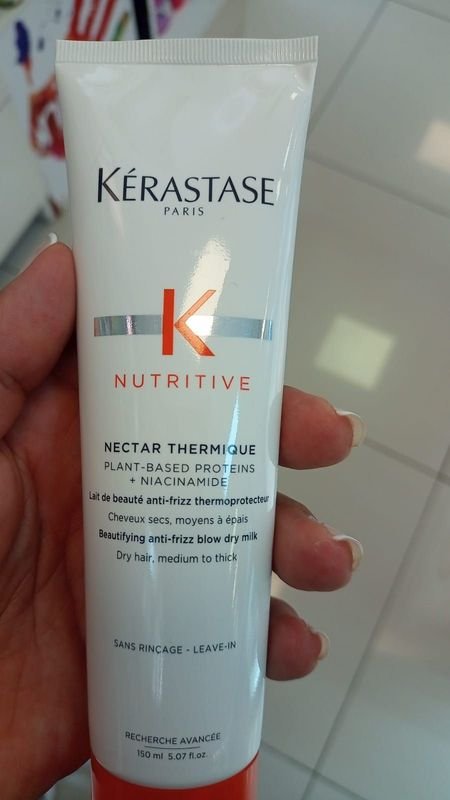 KÉRASTASE
PARIS
K
NUTRITIVE
NECTAR THERMIQUE
PLANT-BASED PROTEINS
+ NIACINAMIDE
Lait de beauté anti-frizz thermoprotecteur
Cheveux secs, moyens à épais
Beautifying anti-frizz blow dry milk
Dry hair, medium to thick
SANS RINÇAGE - LEAVE-IN
RECHERCHE AVANCÉE
150 ml 5.07 fl.oz.